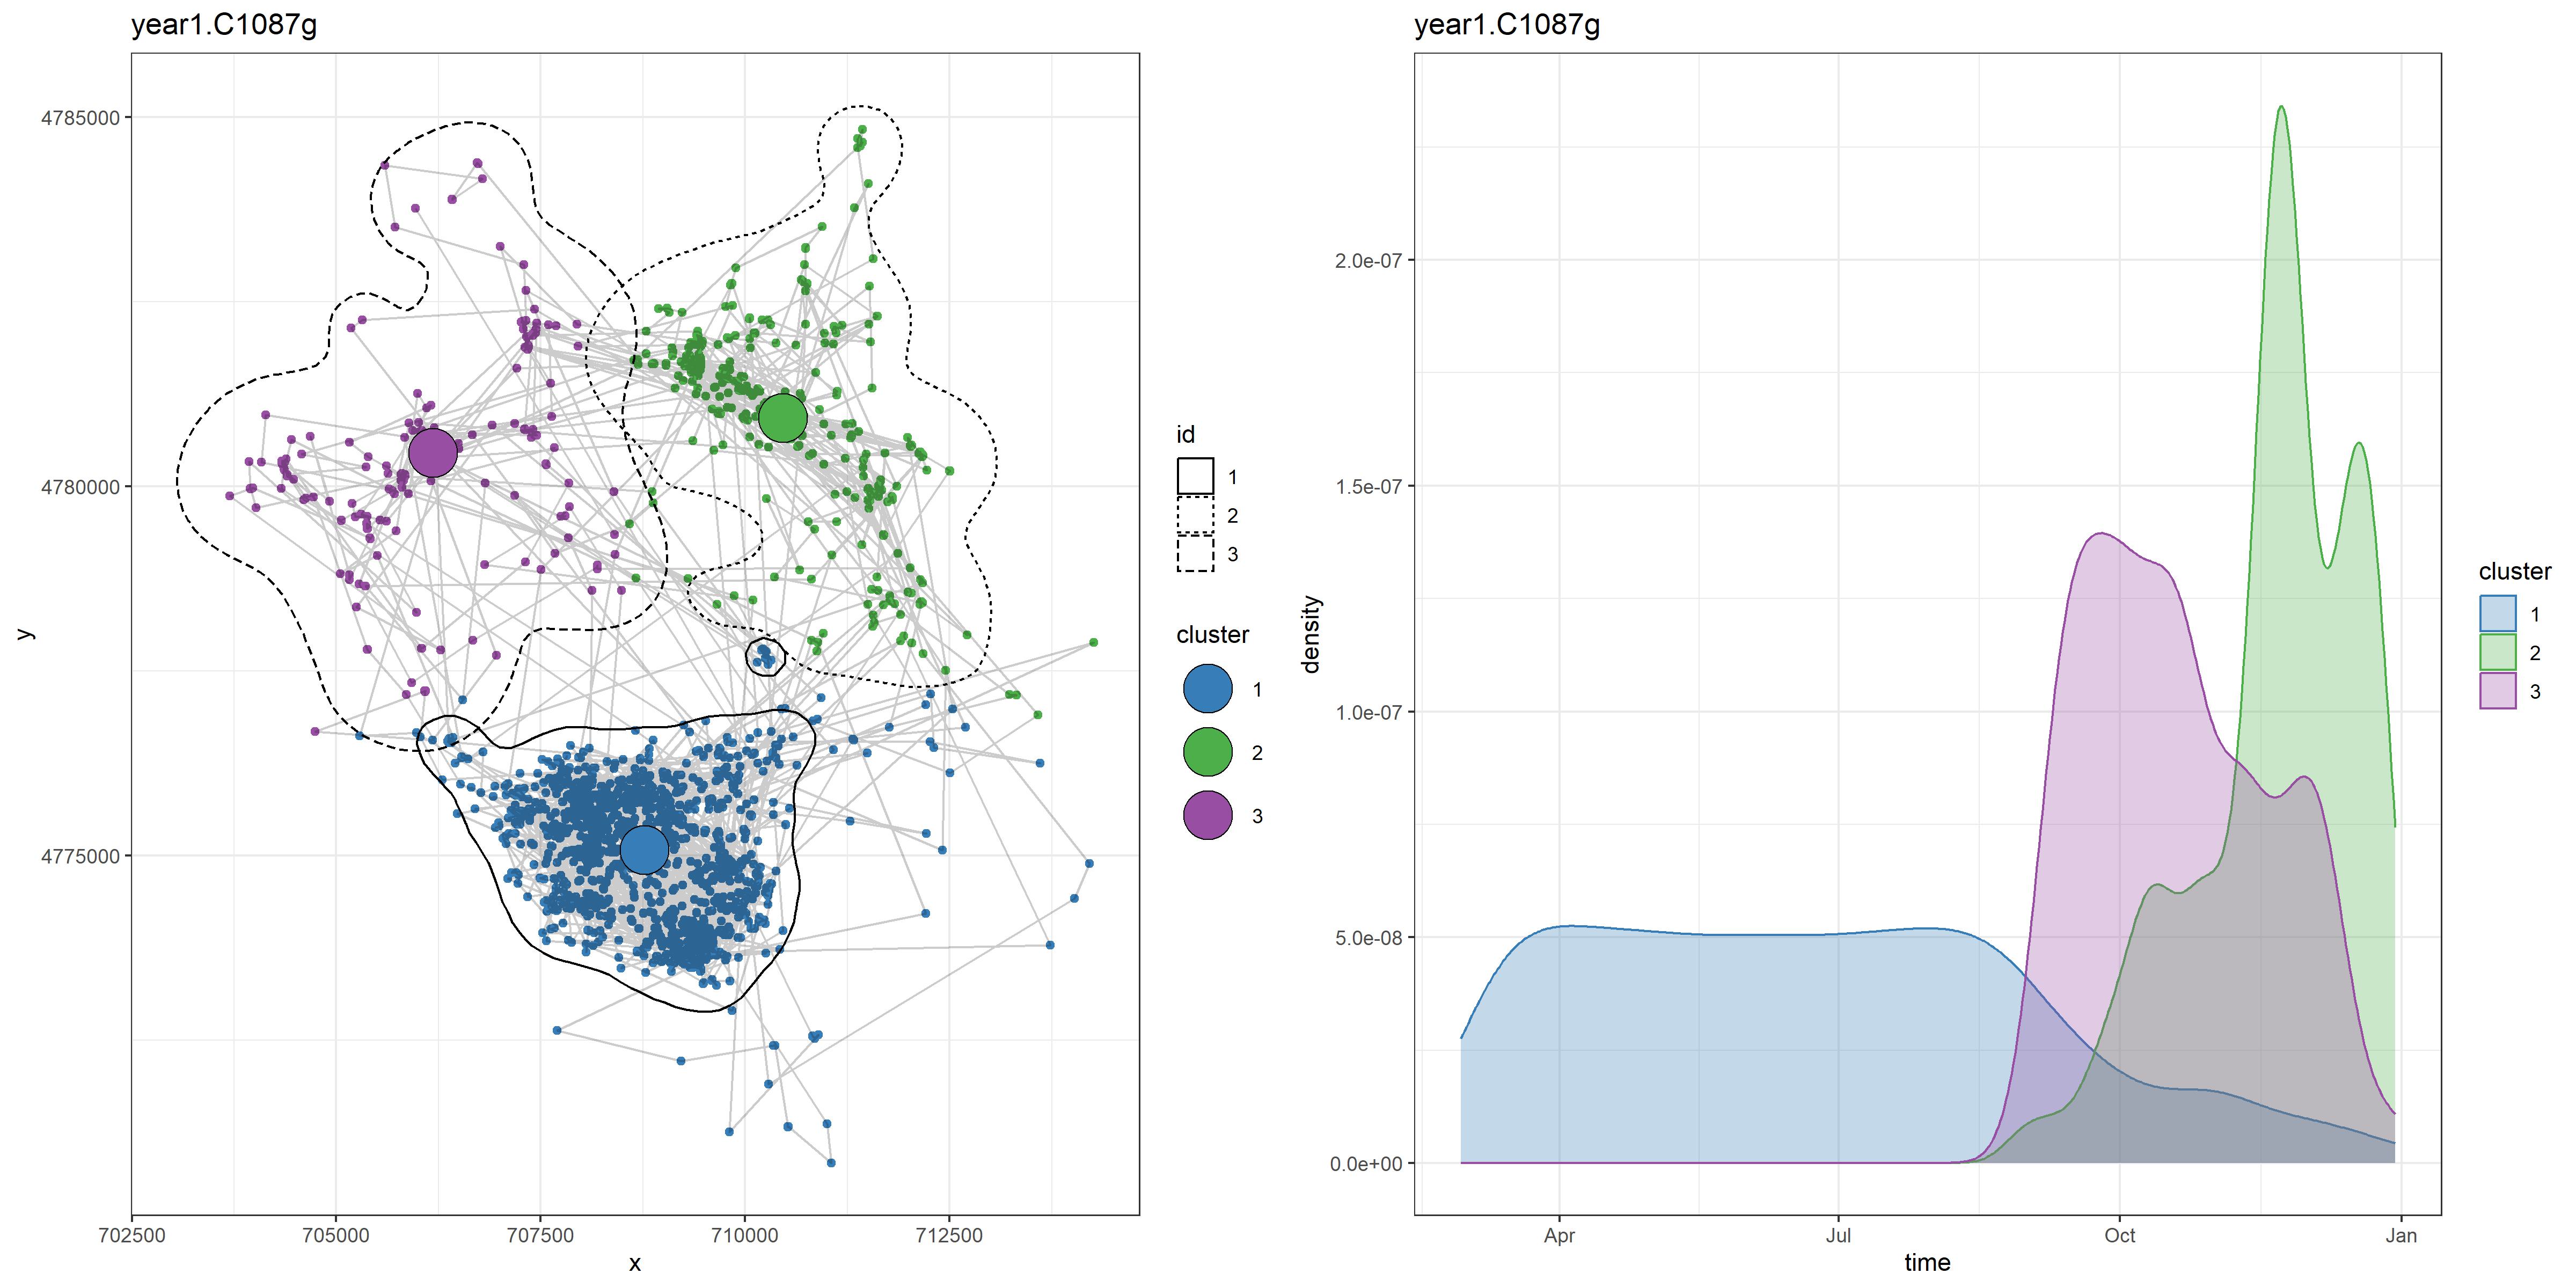 year1.C1087g
4785000
4780000
4775000
y
702500
705000
707500
710000
712500
x
id
1
2
3
cluster
1
2
3
year1.C1087g
2.0e-07
1.5e-07
1.0e-07
5.0e-08
0.0e+00
density
Apr
Jul
Oct
Jan
time
cluster
1
2
3